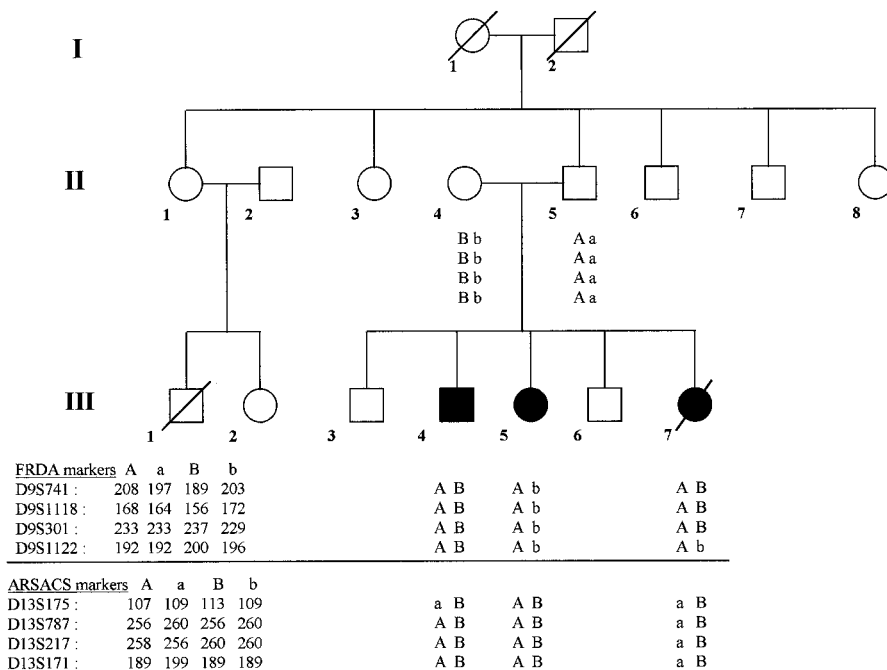 I
1 2
II
1 2 3 4 5 6 7 8
B b A a
B b A a
B b A a
B b A a
III
1 2 3 4 5 6 7
FRDA markers A a B b
D9S741 : 208 197 189 203 A B A b A B
D9S1118 : 168 164 156 172 A B A b A B
D9S301 : 233 233 237 229 A B A b A B
D9S1122 : 192 192 200 196 A B A b A b
ARSACS markers A a B b
D13S175 : 107 109 113 109 a B A B a B
D13S787 : 256 260 256 260 A B A B a B
D13S217 : 258 256 260 260 A B A B a B
D13S171 : 189 199 189 189 A B A B a B